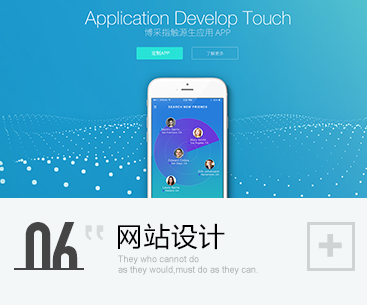 Application Develop Touch
博采指触源生应用 APP
定制APP
了解更多
SEARCH NEW FRIENDS
06
网站设计
They who cannot do
as they would,must do as they can.